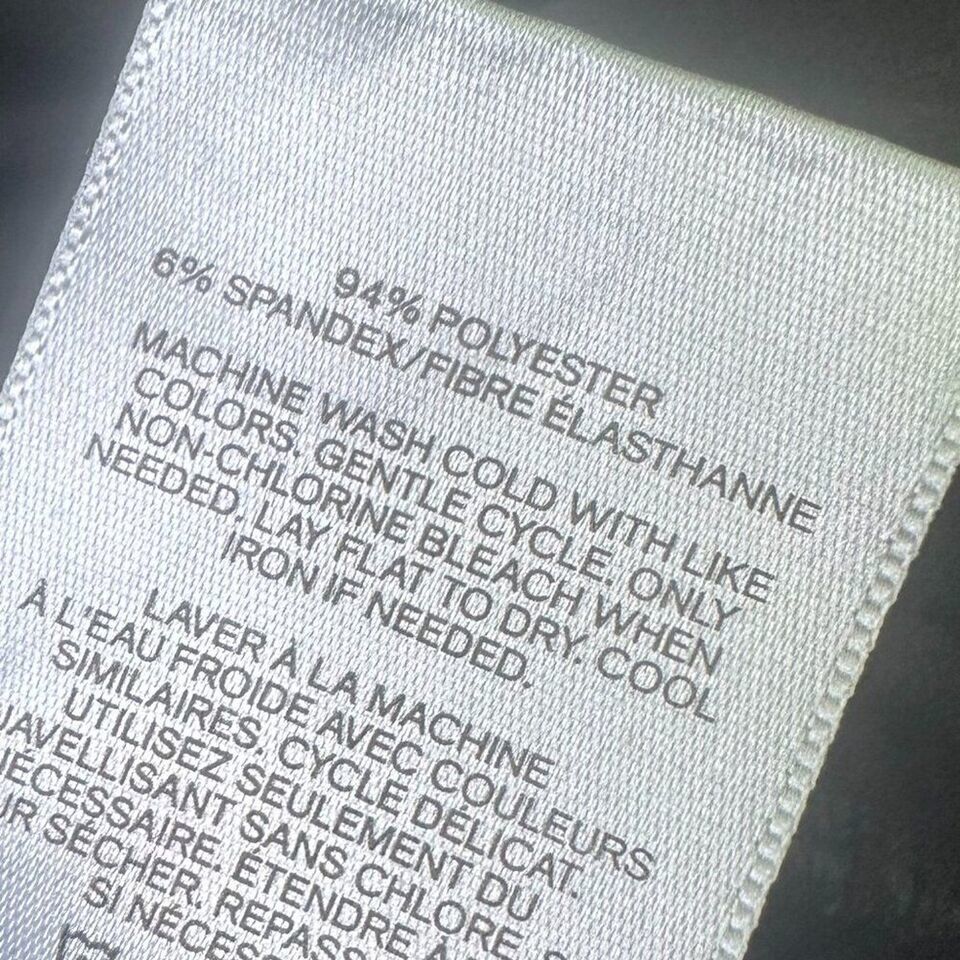 94% POLYESTER
6% SPANDEX/FIBRE ÉLASTHANNE
MACHINE WASH COLD WITH LIKE
COLORS. GENTLE CYCLE. ONLY
NON-CHLORINE BLEACH WHEN
NEEDED. LAY FLAT TO DRY. COOL
IRON IF NEEDED.
LAVER À LA MACHINE
À L'EAU FROIDE AVEC COULEURS
SIMILAIRES. CYCLE DÉLICAT.
UTILISEZ SEULEMENT DU
JAVELLISANT SANS CHLORE
ÉTENDRE À
SÉCHER. REPASS
SI NÉCES